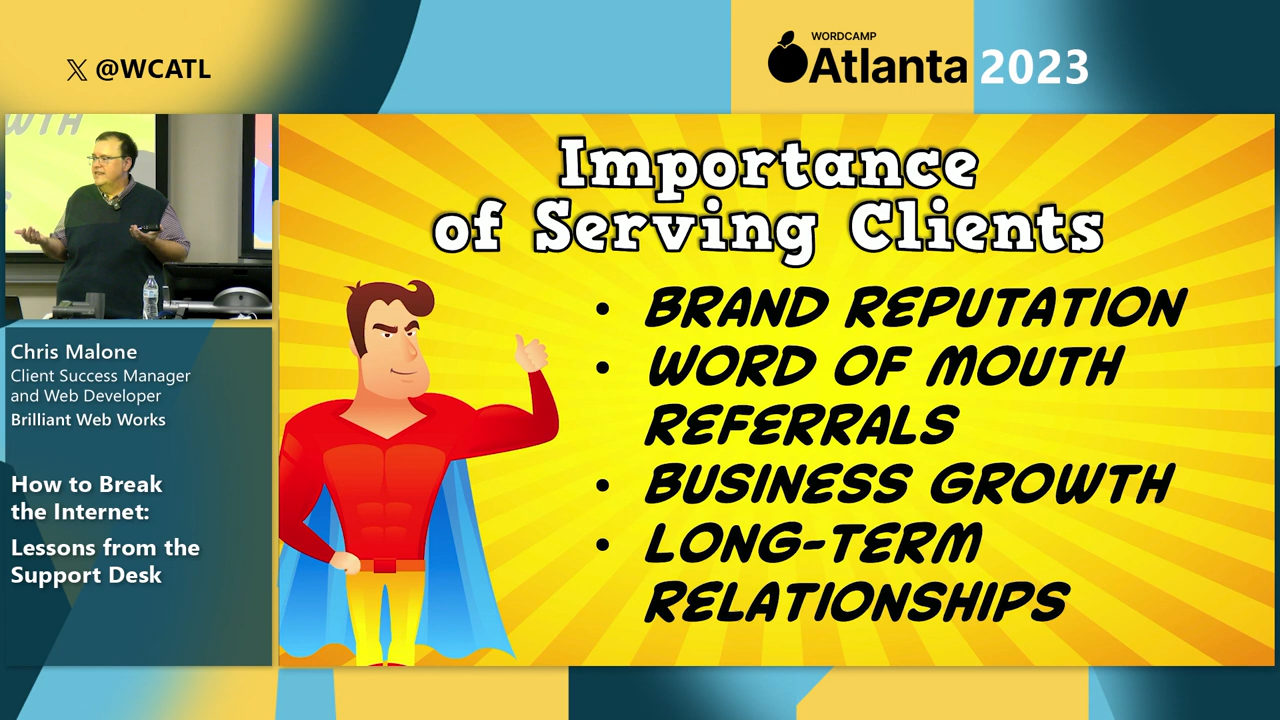 𝕏 @WCATL
WORDCAMP
Atlanta 2023
WTH
Chris Malone
Client Success Manager
and Web Developer
Brilliant Web Works
How to Break
the Internet:
Lessons from the
Support Desk
Importance
of Serving Clients
• BRAND REPUTATION
• WORD OF MOUTH
REFERRALS
• BUSINESS GROWTH
• LONG-TERM
RELATIONSHIPS